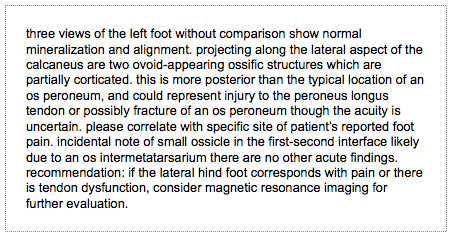 three views of the left foot without comparison show normal
mineralization and alignment. projecting along the lateral aspect of the
calcaneus are two ovoid-appearing ossific structures which are
partially corticated. this is more posterior than the typical location of an
os peroneum, and could represent injury to the peroneus longus
tendon or possibly fracture of an os peroneum though the acuity is
uncertain. please correlate with specific site of patient's reported foot
pain. incidental note of small ossicle in the first-second interface likely
due to an os intermetatarsarium there are no other acute findings.
recommendation: if the lateral hind foot corresponds with pain or there
is tendon dysfunction, consider magnetic resonance imaging for
further evaluation.